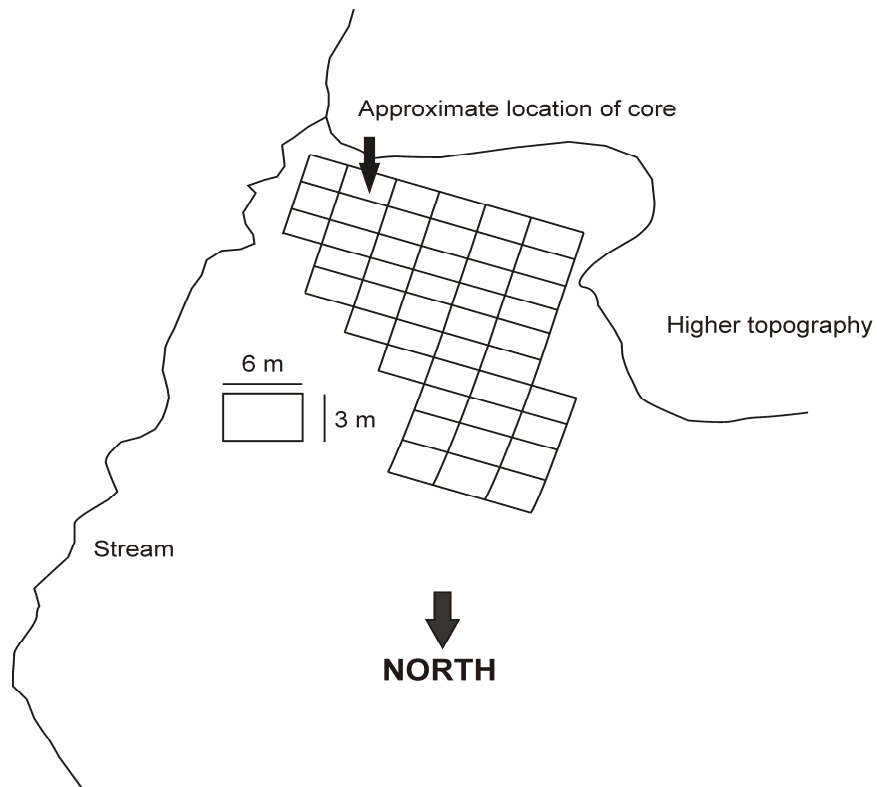 Approximate location of core
Higher topography
6 m
3 m
Stream
NORTH